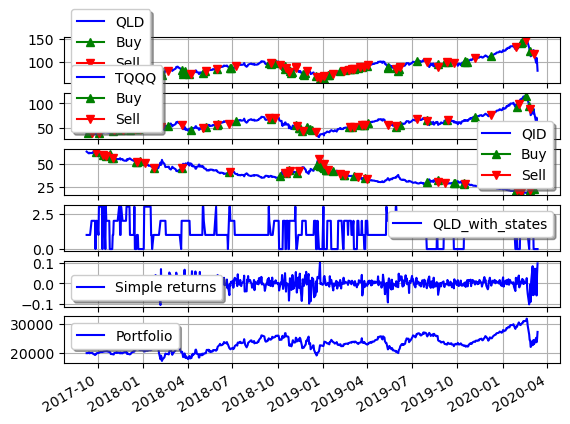 QLD
Buy
Sell
150
100
TQQQ
Buy
Sell
100
50
QID
Buy
Sell
50
25
QLD_with_states
2.5
0.0
Simple returns
0.1
0.0
−0.1
Portfolio
30000
20000
2017-10
2018-01
2018-04
2018-07
2018-10
2019-01
2019-04
2019-07
2019-10
2020-01
2020-04